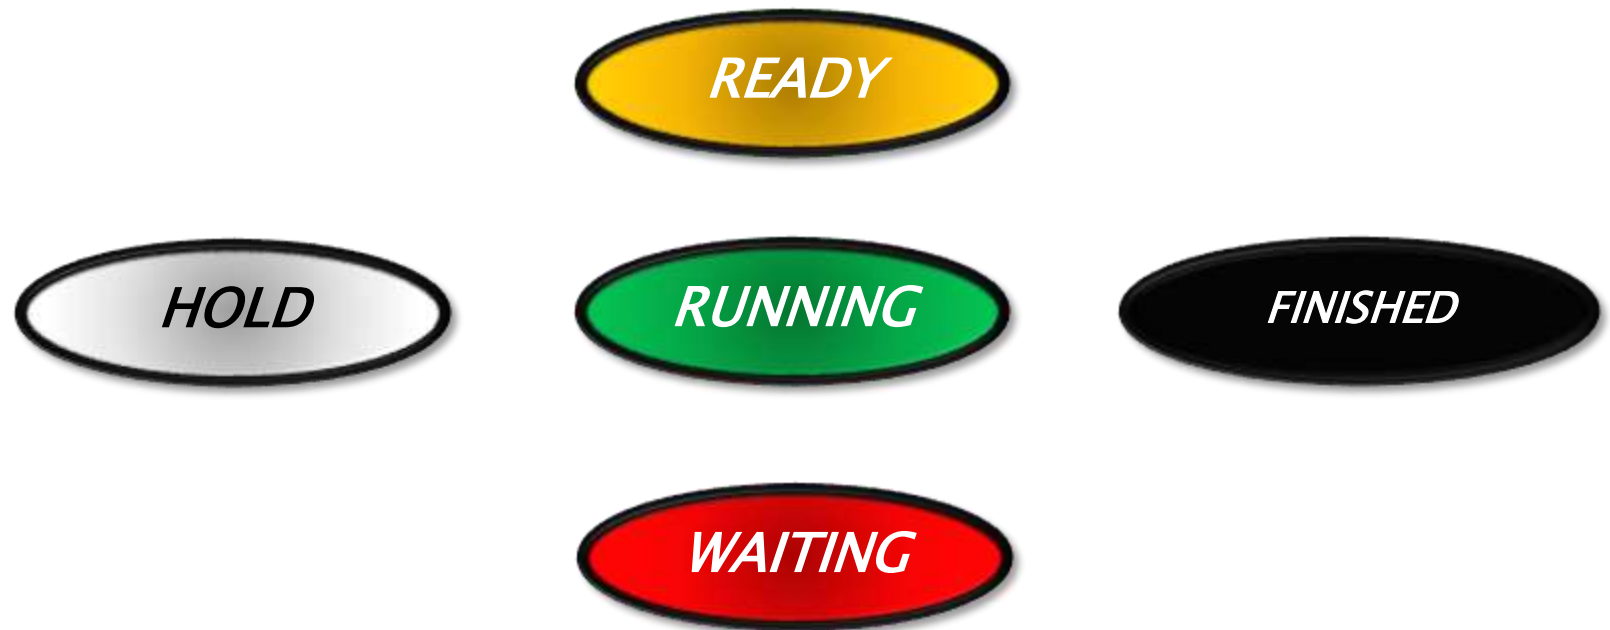 READY
HOLD
RUNNING
FINISHED
WAITING